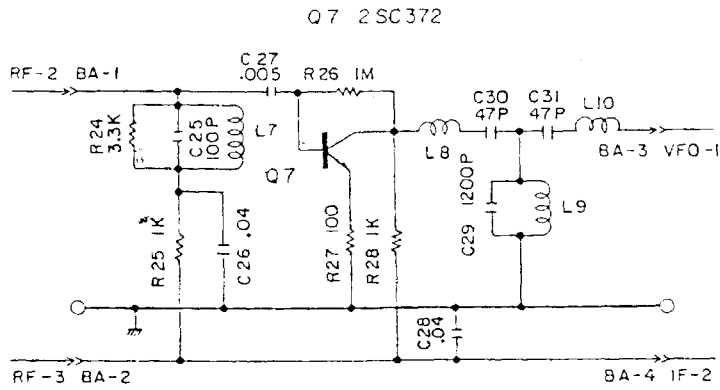 Q7 2SC372
RF-2 BA-1
C27
.005
R26 1M
R24
3.3K
C25
100P
L7
Q7
C30
47P
C31
47P
L10
L8
BA-3 VFO-1
C29 1200P
L9
R25 1K
C26 .04
R27 100
R28 1K
C28
.04
RF-3 BA-2
BA-4 IF-2